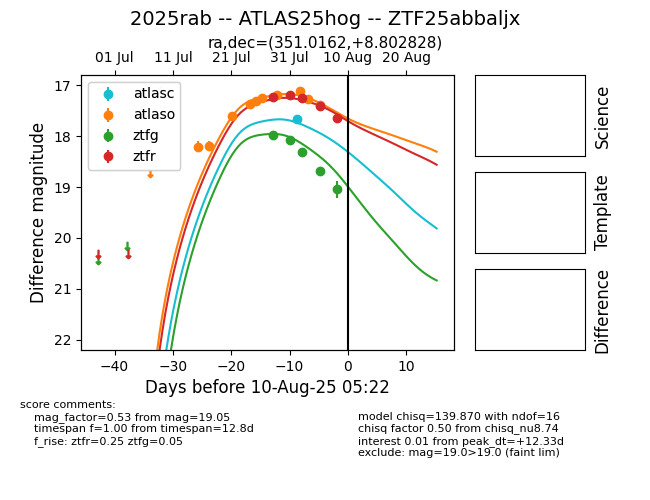 2025rab -- ATLAS25hog -- ZTF25abbaljx
ra,dec=(351.0162,+8.802828)
01 Jul 11 Jul 21 Jul 31 Jul 10 Aug 20 Aug
atlasc
atlaso
ztfg
ztfr
17
18
19
20
21
22
Difference magnitude
−40 −30 −20 −10 0 10
Days before 10-Aug-25 05:22
Science
Template
Difference
score comments:
mag_factor=0.53 from mag=19.05
timespan f=1.00 from timespan=12.8d
f_rise: ztfr=0.25 ztfg=0.05
model chisq=139.870 with ndof=16
chisq factor 0.50 from chisq_nu8.74
interest 0.01 from peak_dt=+12.33d
exclude: mag=19.0>19.0 (faint lim)